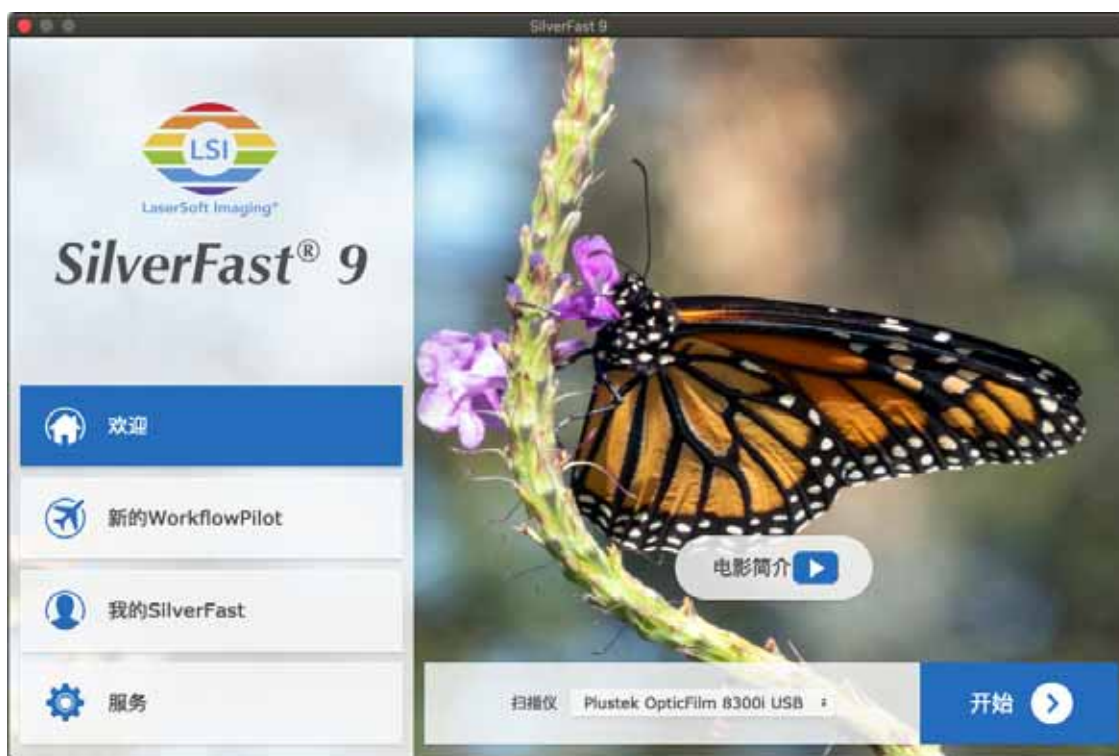 SilverFast 9
LSI
LaserSoft Imaging®
SilverFast® 9
欢迎
新的WorkflowPilot
我的SilverFast
服务
电影简介
扫描仪 Plustek OpticFilm 8300i USB
开始